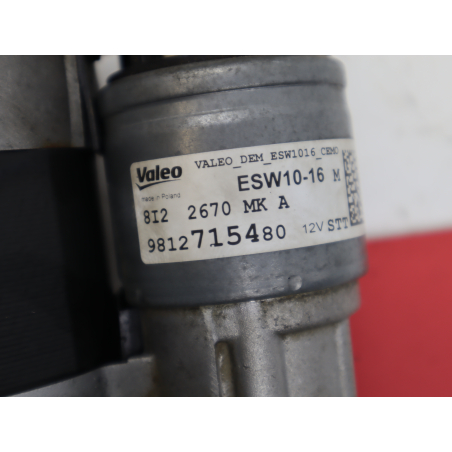 VALEO_DEM_ESW1016_CEMO
Valeo
ESW10-16 M
made in Poland
8I2 2670 MK A
9812715480 12V STT